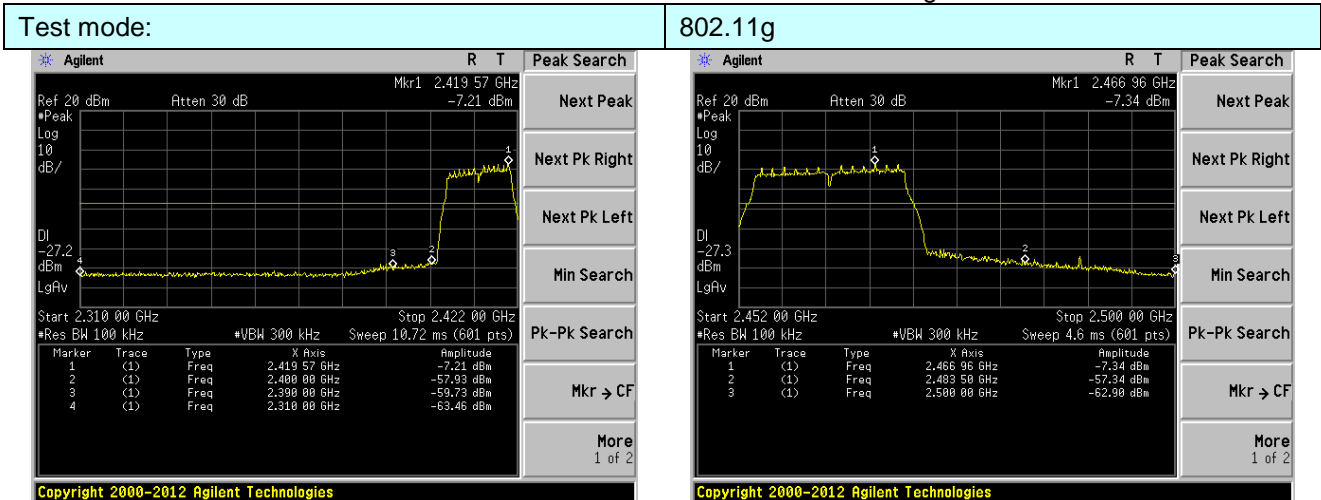 Test mode: 802.11g
Agilent R T Peak Search
Mkr1 2.419 57 GHz
Ref 20 dBm Atten 30 dB -7.21 dBm
#Peak
Log
10
dB/
1
3
2
4
DI
-27.2
dBm
LgAv
Start 2.310 00 GHz Stop 2.422 00 GHz
#Res BW 100 kHz #VBW 300 kHz Sweep 10.72 ms (601 pts)
Marker Trace Type X Axis Amplitude
1 (1) Freq 2.419 57 GHz -7.21 dBm
2 (1) Freq 2.400 00 GHz -57.93 dBm
3 (1) Freq 2.390 00 GHz -59.73 dBm
4 (1) Freq 2.310 00 GHz -63.46 dBm
Copyright 2000-2012 Agilent Technologies
Next Peak
Next Pk Right
Next Pk Left
Min Search
Pk-Pk Search
Mkr → CF
More
1 of 2
Agilent R T Peak Search
Mkr1 2.466 96 GHz
Ref 20 dBm Atten 30 dB -7.34 dBm
#Peak
Log
10
dB/
1
2
3
DI
-27.3
dBm
LgAv
Start 2.452 00 GHz Stop 2.500 00 GHz
#Res BW 100 kHz #VBW 300 kHz Sweep 4.6 ms (601 pts)
Marker Trace Type X Axis Amplitude
1 (1) Freq 2.466 96 GHz -7.34 dBm
2 (1) Freq 2.483 50 GHz -57.34 dBm
3 (1) Freq 2.500 00 GHz -62.90 dBm
Copyright 2000-2012 Agilent Technologies
Next Peak
Next Pk Right
Next Pk Left
Min Search
Pk-Pk Search
Mkr → CF
More
1 of 2